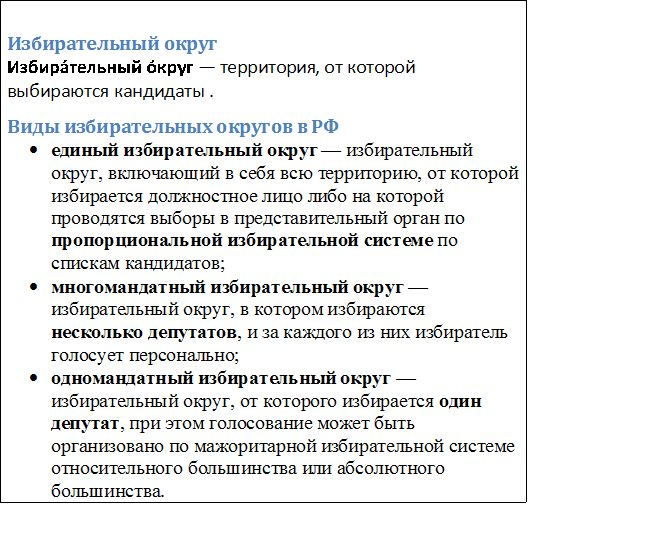 Избирательный округ
Избира́тельный о́круг — территория, от которой
выбираются кандидаты .
Виды избирательных округов в РФ
• единый избирательный округ — избирательный
округ, включающий в себя всю территорию, от которой
избирается должностное лицо либо на которой
проводятся выборы в представительный орган по
пропорциональной избирательной системе по
спискам кандидатов;
• многомандатный избирательный округ —
избирательный округ, в котором избираются
несколько депутатов, и за каждого из них избиратель
голосует персонально;
• одномандатный избирательный округ —
избирательный округ, от которого избирается один
депутат, при этом голосование может быть
организовано по мажоритарной избирательной системе
относительного большинства или абсолютного
большинства.